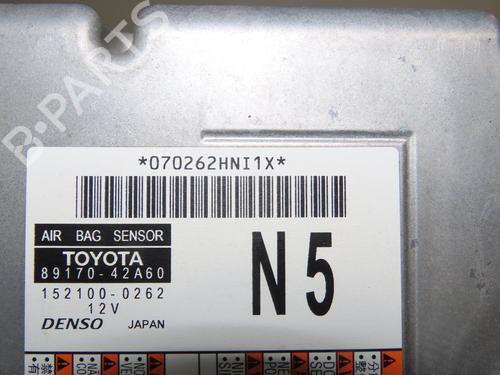 B-PARTS
*070262HNI1X*
AIR BAG SENSOR
TOYOTA
89170-42A60
152100-0262
12V
DENSO JAPAN
N5